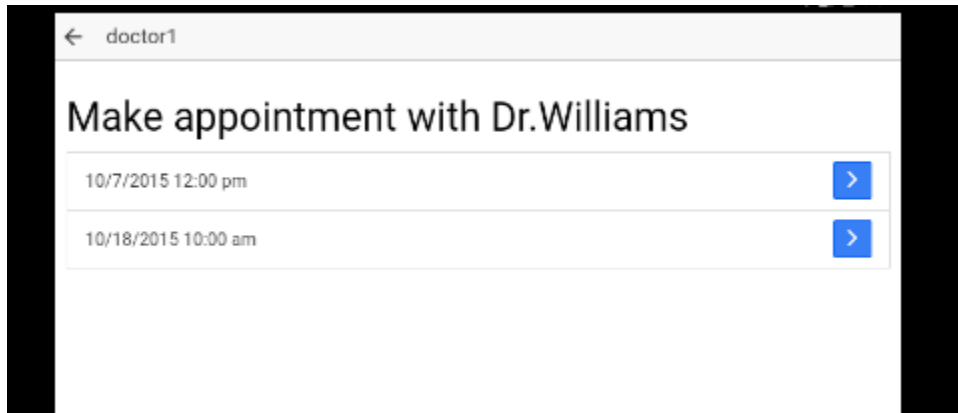 doctor1
Make appointment with Dr.Williams
10/7/2015 12:00 pm
10/18/2015 10:00 am